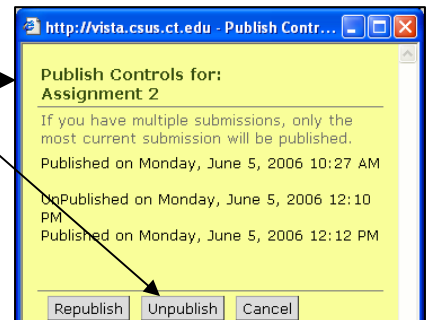 http://vista.csus.ct.edu - Publish Contr...
Publish Controls for:
Assignment 2
If you have multiple submissions, only the
most current submission will be published.
Published on Monday, June 5, 2006 10:27 AM
UnPublished on Monday, June 5, 2006 12:10
PM
Published on Monday, June 5, 2006 12:12 PM
Republish Unpublish Cancel